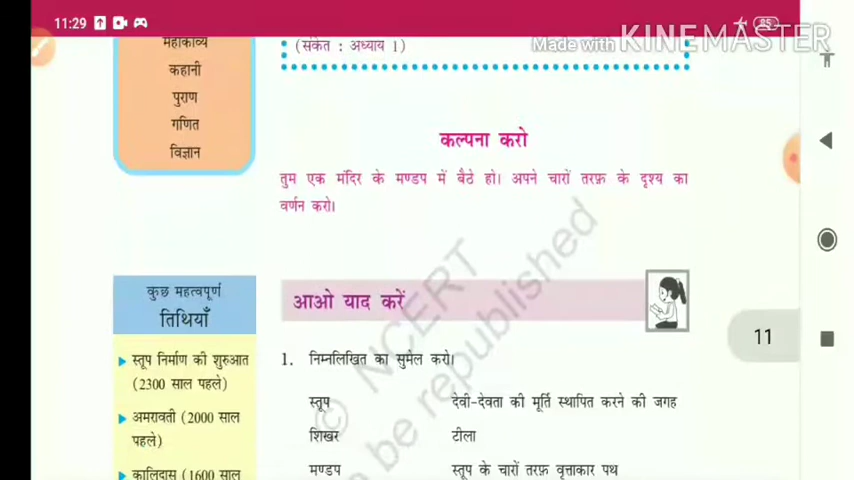 11:29
85
Made with KINEMASTER
महाकाव्य
कहानी
पुराण
गणित
विज्ञान
(संकेत : अध्याय 1)
कल्पना करो
तुम एक मंदिर के मण्डप में बैठे हो। अपने चारों तरफ़ के दृश्य का
वर्णन करो।
कुछ महत्वपूर्ण
तिथियाँ
स्तूप निर्माण की शुरुआत
(2300 साल पहले)
अमरावती (2000 साल
पहले)
कालिदास (1600 साल
आओ याद करें
1. निम्नलिखित का सुमेल करो।
स्तूप देवी-देवता की मूर्ति स्थापित करने की जगह
शिखर टीला
मण्डप स्तूप के चारों तरफ़ वृत्ताकार पथ
© NCERT
be republished
11